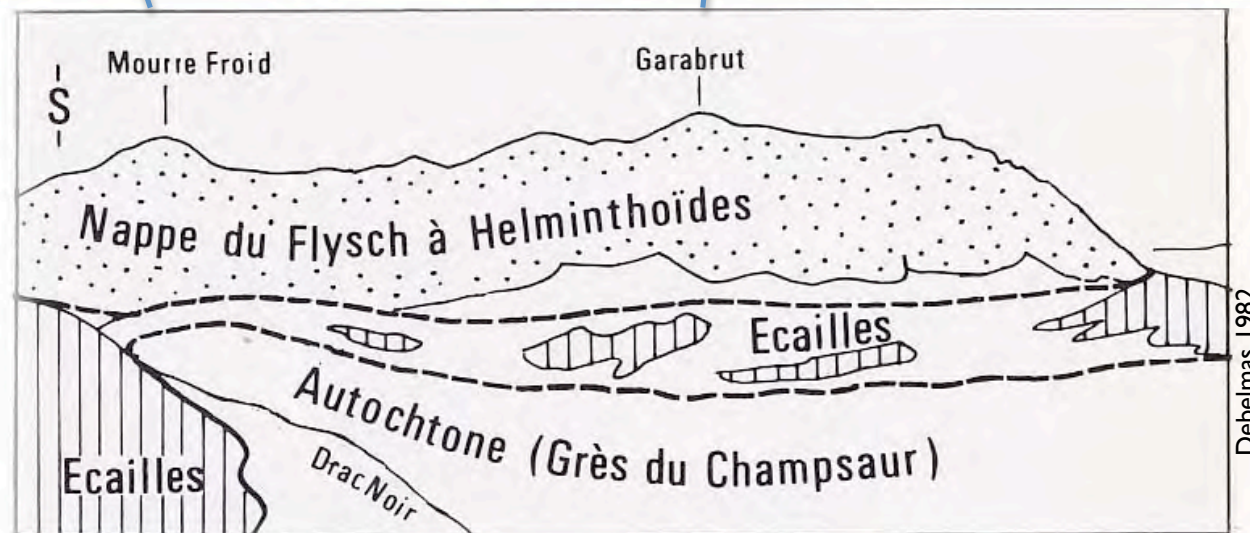 Mourre Froid
Garabrut
S
Nappe du Flysch à Helminthoïdes
Ecailles
Autochtone (Grès du Champsaur)
Ecailles
Drac Noir
Debelmas 1982